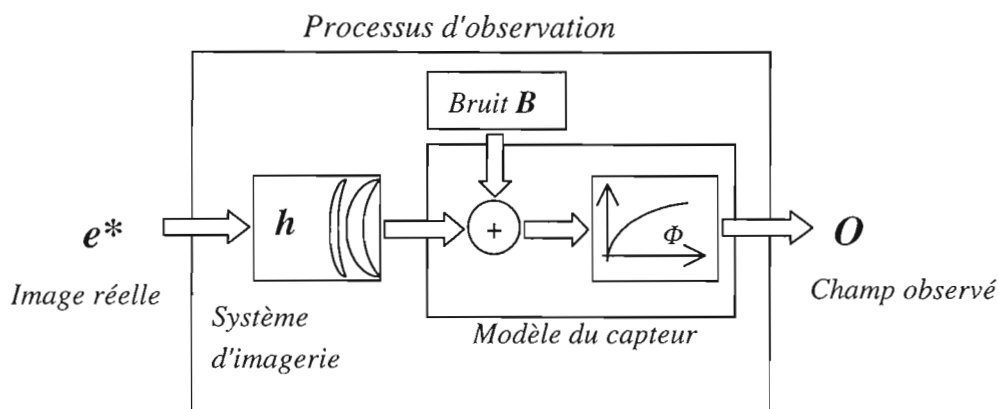 Processus d'observation
Bruit B
e*
h
+
Φ
O
Image réelle
Système
d'imagerie
Modèle du capteur
Champ observé